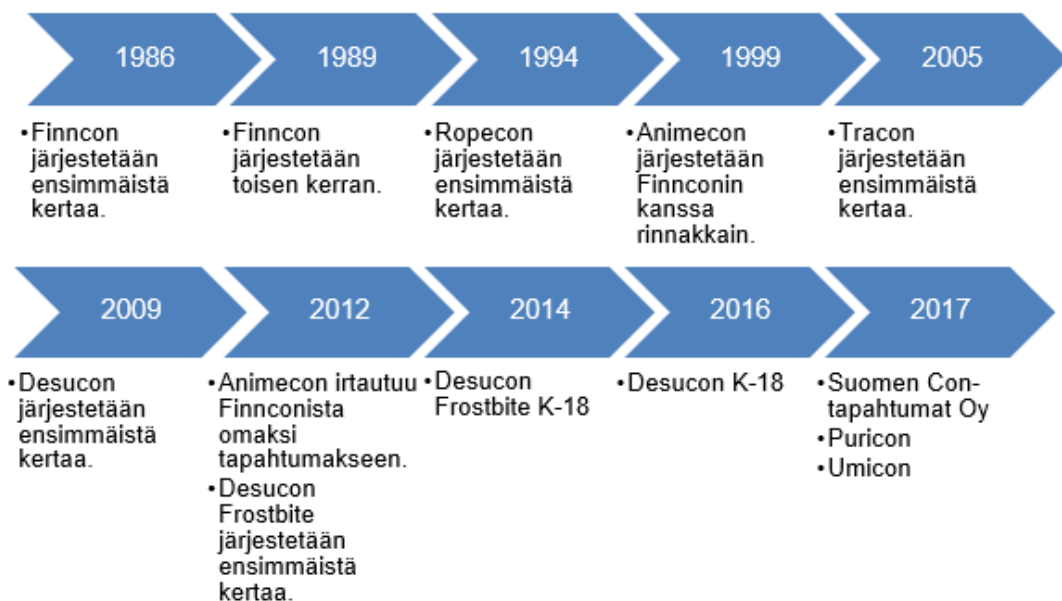 1986
1989
1994
1999
2005
•Finncon
järjestetään
ensimmäistä
kertaa.
•Finncon
järjestetään
toisen kerran.
•Ropecon
järjestetään
ensimmäistä
kertaa.
•Animecon
järjestetään
Finnconin
kanssa
rinnakkain.
•Tracon
järjestetään
ensimmäistä
kertaa.
2009
2012
2014
2016
2017
•Desucon
järjestetään
ensimmäistä
kertaa.
•Animecon irtautuu
Finnconista
omaksi
tapahtumakseen.
•Desucon
Frostbite
järjestetään
ensimmäistä
kertaa.
•Desucon
Frostbite K-18
•Desucon K-18
•Suomen Con-
tapahtumat Oy
•Puricon
•Umicon